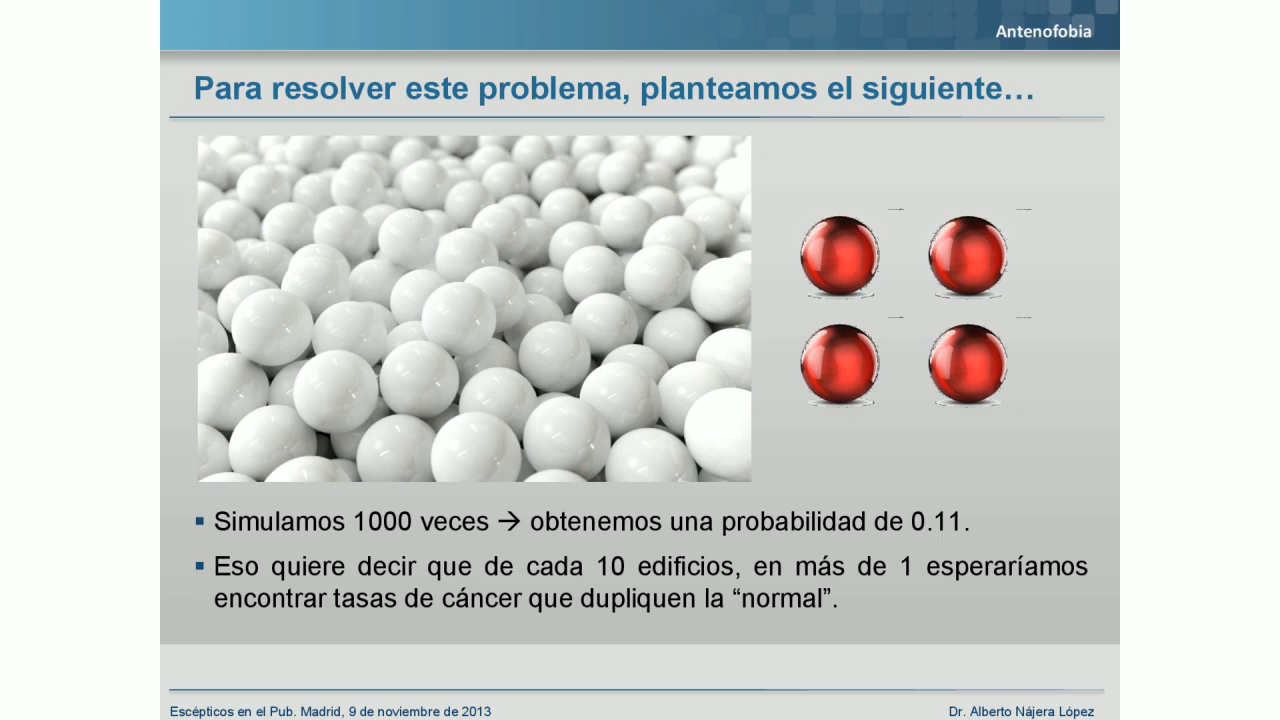 Antenofobia
Para resolver este problema, planteamos el siguiente…
▪ Simulamos 1000 veces → obtenemos una probabilidad de 0.11.
▪ Eso quiere decir que de cada 10 edificios, en más de 1 esperaríamos
encontrar tasas de cáncer que dupliquen la “normal”.
Escépticos en el Pub. Madrid, 9 de noviembre de 2013
Dr. Alberto Nájera López